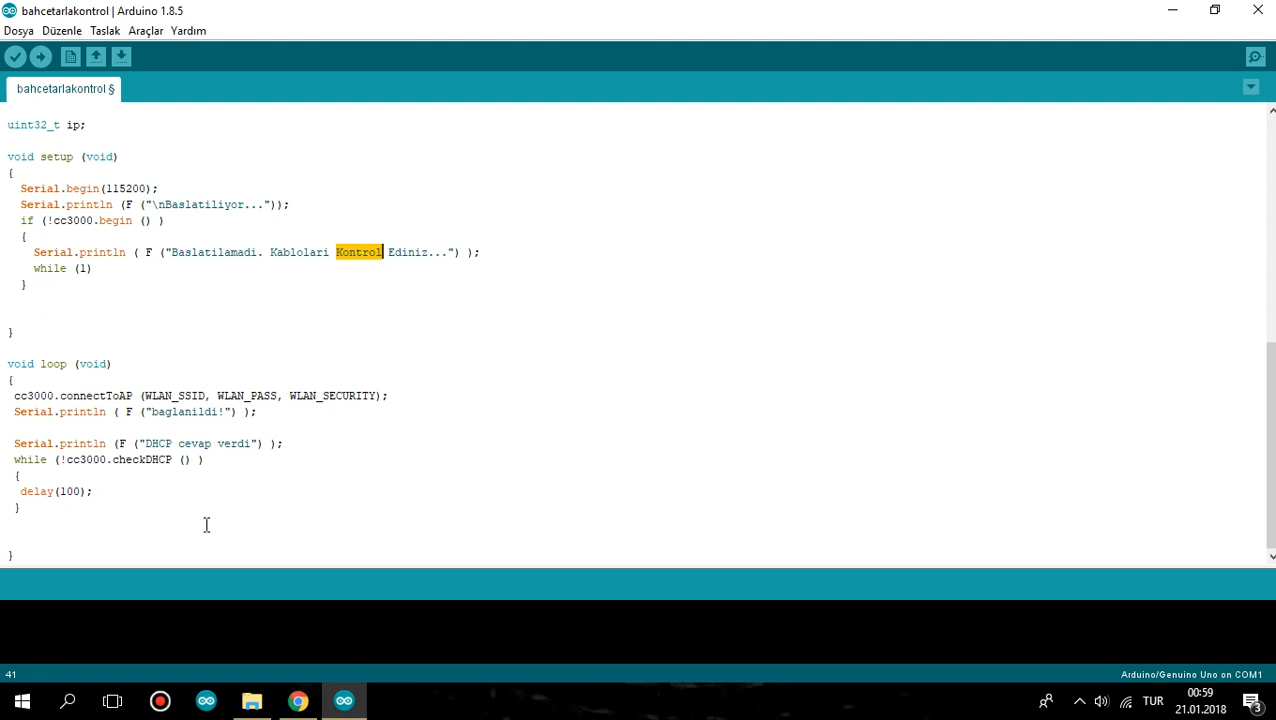 bahcetarlakontrol | Arduino 1.8.5
Dosya Düzenle Taslak Araçlar Yardım
bahcetarlakontrol §
uint32_t ip;
void setup (void)
{
Serial.begin(115200);
Serial.println (F ("\nBaslatiliyor..."));
if (!cc3000.begin () )
{
Serial.println ( F ("Baslatilamadi. Kablolari Kontrol Ediniz...") );
while (1)
}
}
void loop (void)
{
cc3000.connectToAP (WLAN_SSID, WLAN_PASS, WLAN_SECURITY);
Serial.println ( F ("baglanildi!") );
Serial.println (F ("DHCP cevap verdi") );
while (!cc3000.checkDHCP () )
{
delay(100);
}
}
41 Arduino/Genuino Uno on COM1
TUR 00:59
21.01.2018 3